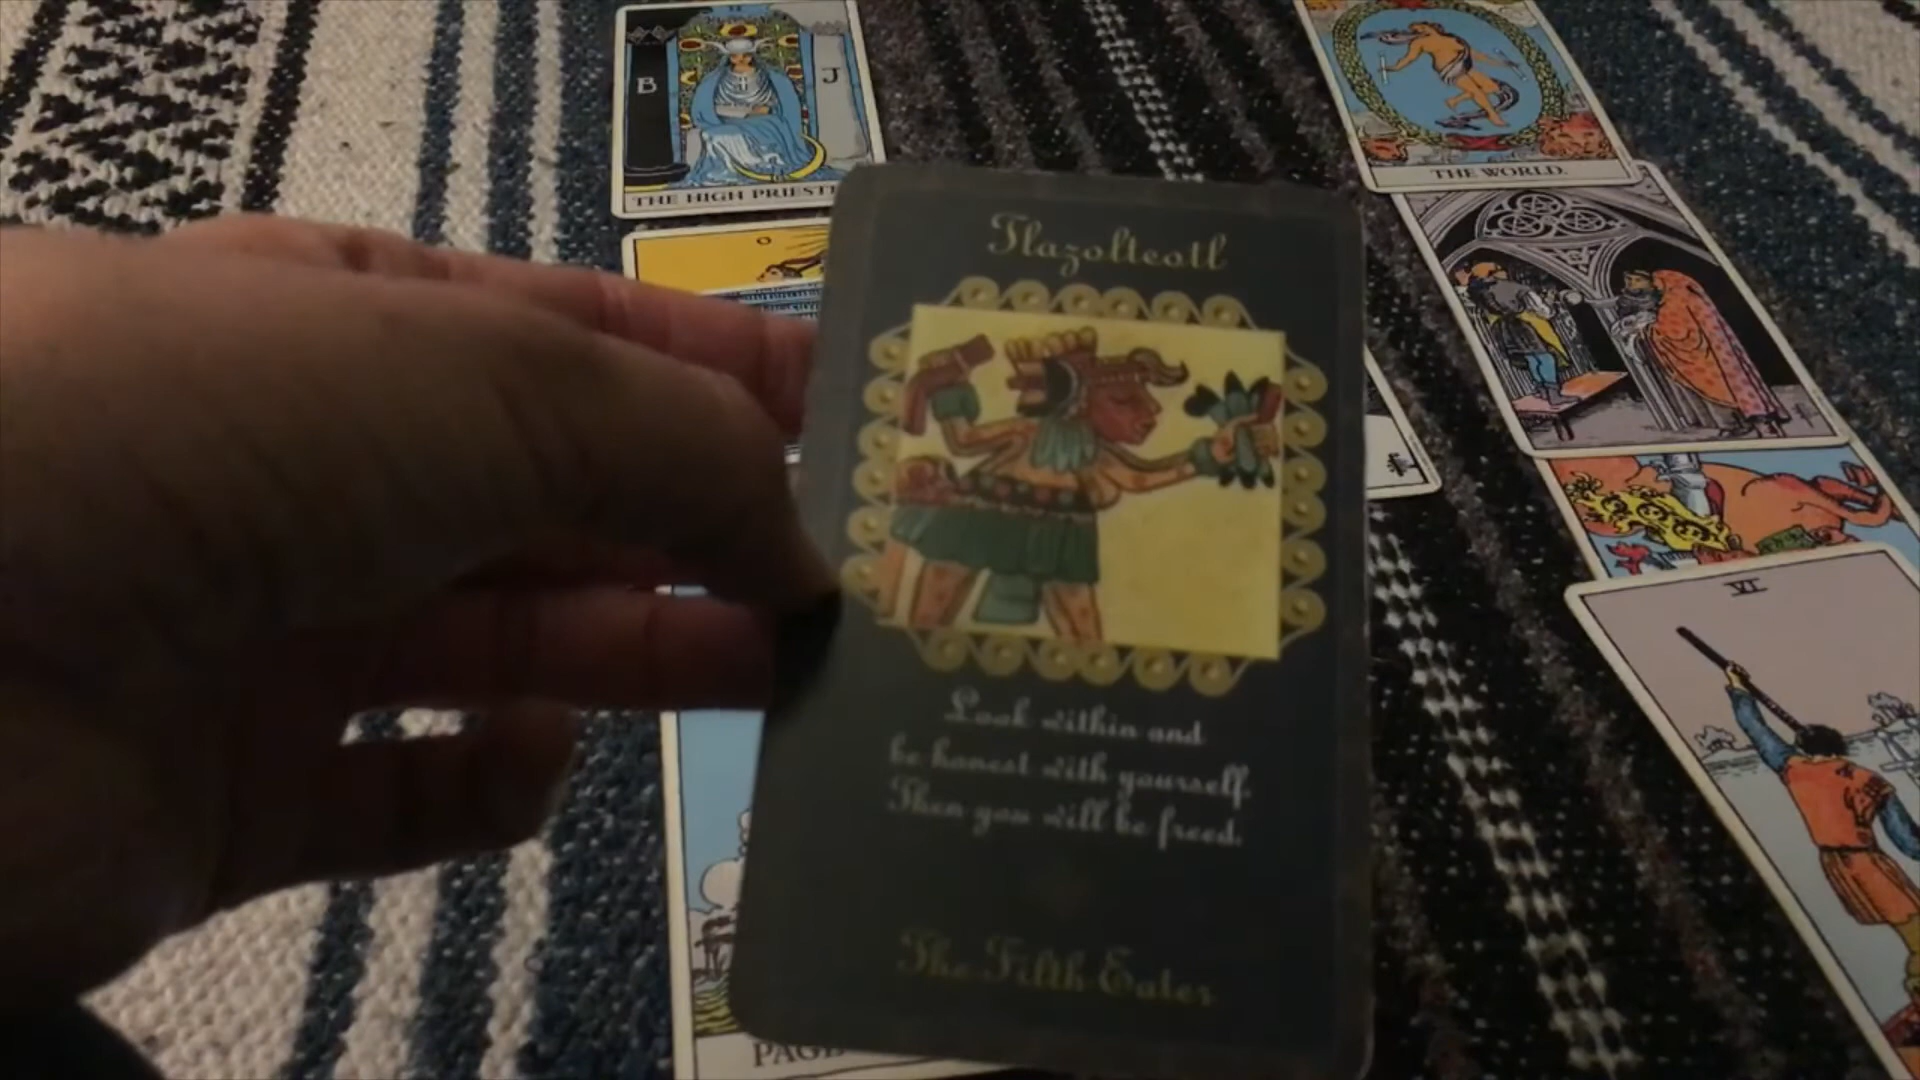 II
B
J
THE HIGH PRIESTE
THE WORLD.
Tlazolteotl
VI
Look within and
be honest with yourself.
Then you will be freed.
The Filth Eater
PAGE